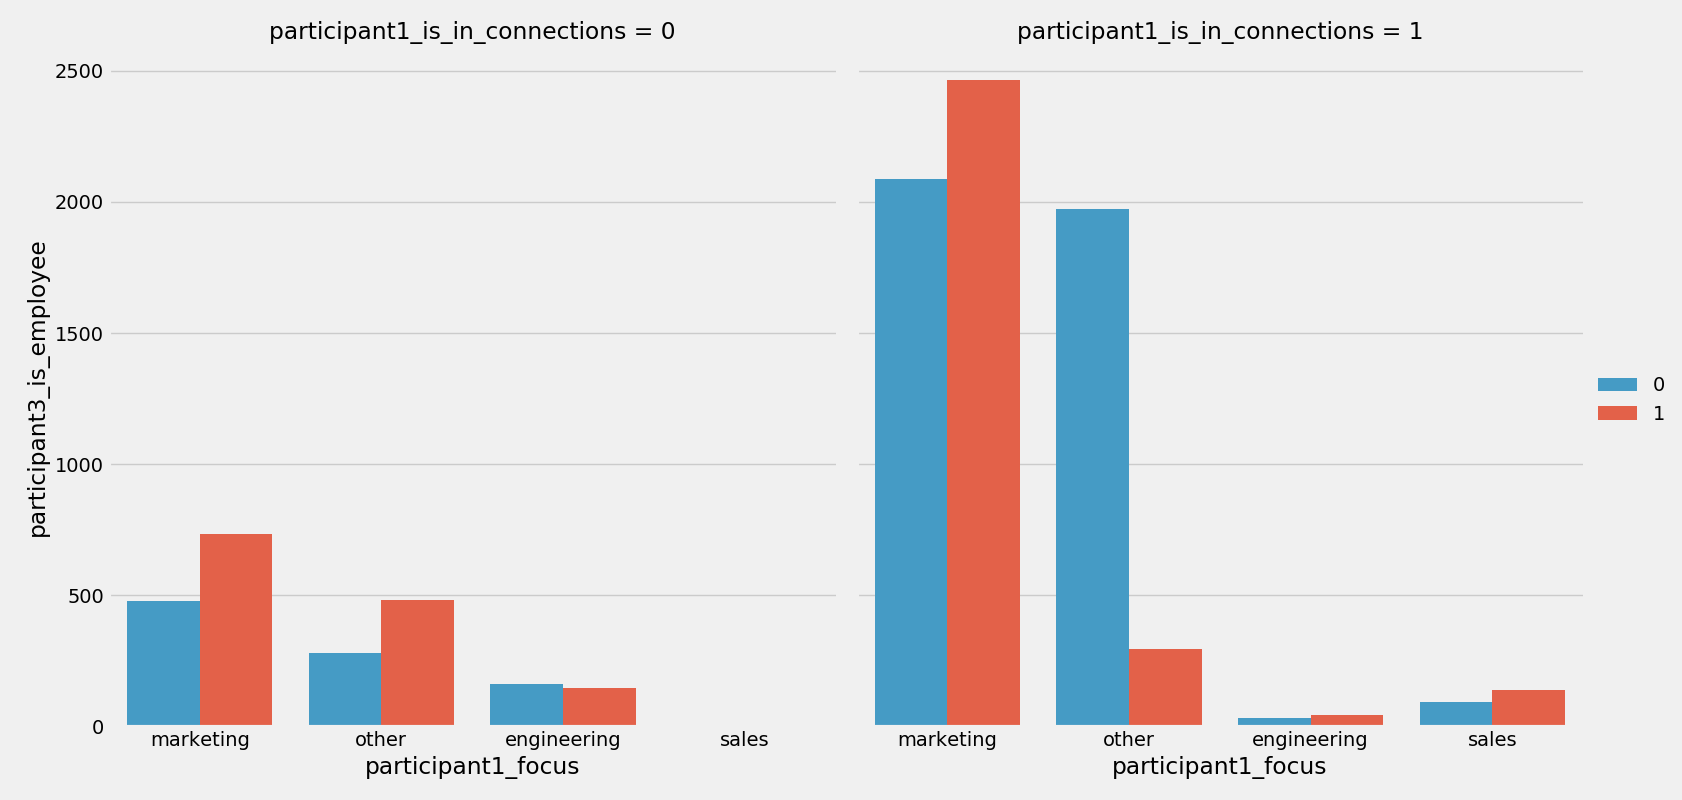 participant1_is_in_connections = 0
participant1_is_in_connections = 1
participant3_is_employee
2500
2000
1500
1000
500
0
marketing other engineering sales
marketing other engineering sales
participant1_focus
participant1_focus
0
1